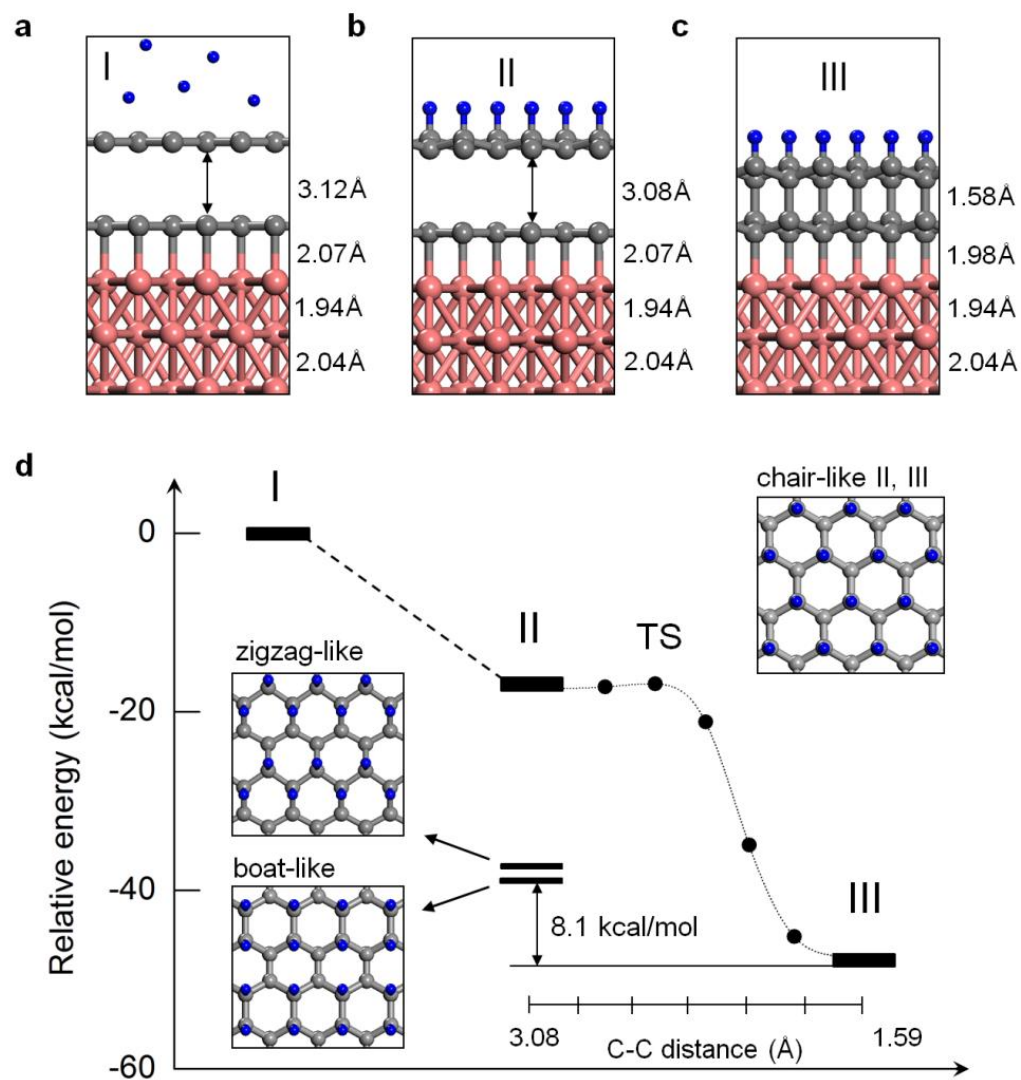 a
I
3.12Å
2.07Å
1.94Å
2.04Å
b
II
3.08Å
2.07Å
1.94Å
2.04Å
c
III
1.58Å
1.98Å
1.94Å
2.04Å
d
Relative energy (kcal/mol)
0
-20
-40
-60
I
II
TS
III
chair-like II, III
zigzag-like
boat-like
8.1 kcal/mol
3.08
1.59
C-C distance (Å)